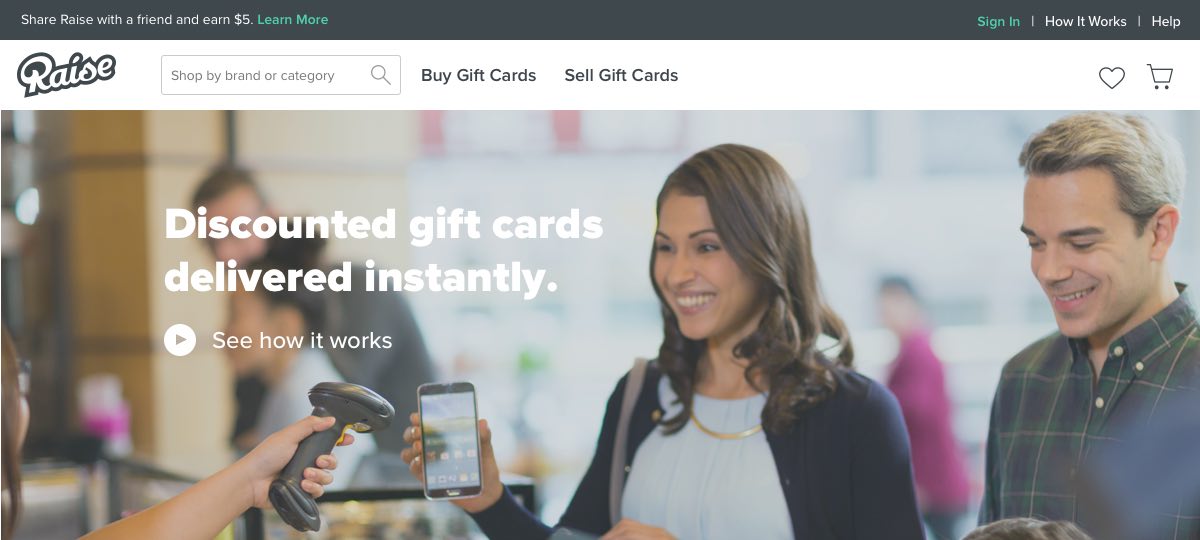 Share Raise with a friend and earn $5. Learn More
Sign In | How It Works | Help
Raise
Shop by brand or category
Buy Gift Cards
Sell Gift Cards
Discounted gift cards
delivered instantly.
See how it works